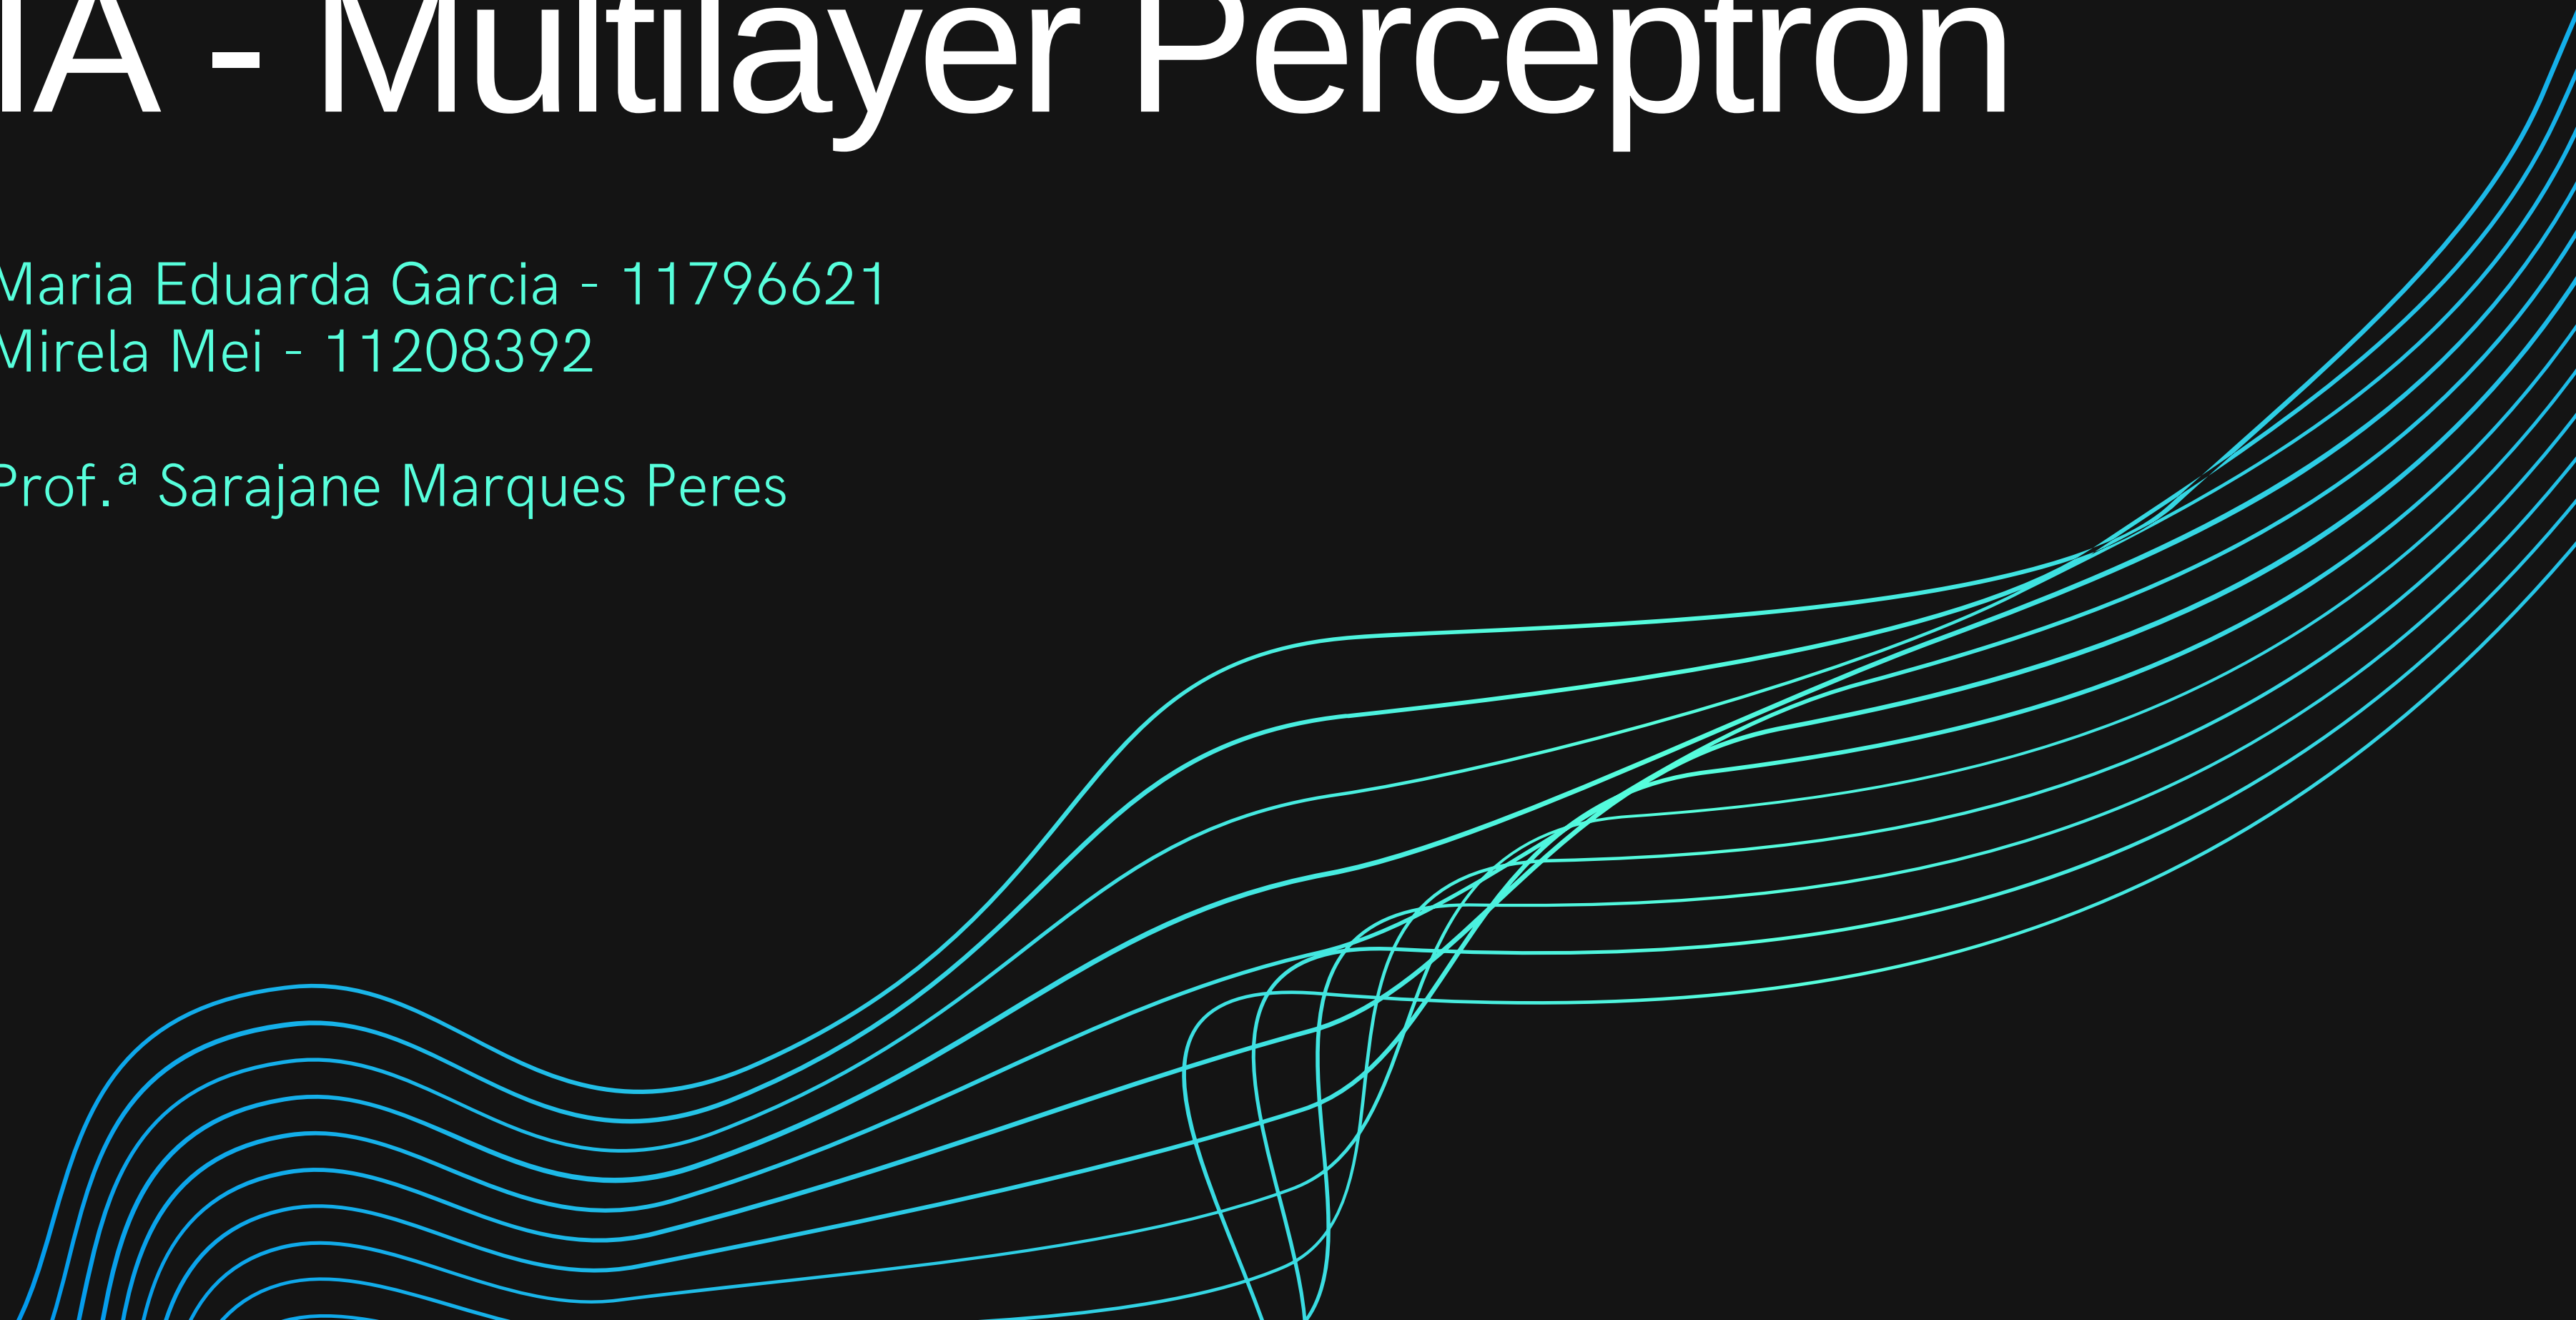 IA - Multilayer Perceptron
Maria Eduarda Garcia - 11796621
Mirela Mei - 11208392
Prof.ª Sarajane Marques Peres